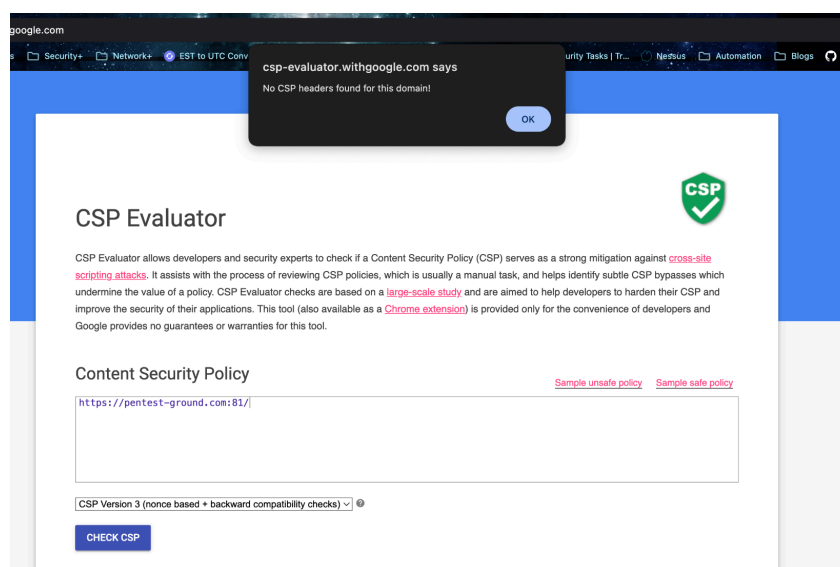 google.com
s Security+ Network+ EST to UTC Conv urity Tasks | Tr... Nessus Automation Blogs
csp-evaluator.withgoogle.com says
No CSP headers found for this domain!
OK
CSP
CSP Evaluator
CSP Evaluator allows developers and security experts to check if a Content Security Policy (CSP) serves as a strong mitigation against cross-site
scripting attacks. It assists with the process of reviewing CSP policies, which is usually a manual task, and helps identify subtle CSP bypasses which
undermine the value of a policy. CSP Evaluator checks are based on a large-scale study and are aimed to help developers to harden their CSP and
improve the security of their applications. This tool (also available as a Chrome extension) is provided only for the convenience of developers and
Google provides no guarantees or warranties for this tool.
Content Security Policy
Sample unsafe policy Sample safe policy
https://pentest-ground.com:81/
CSP Version 3 (nonce based + backward compatibility checks)
CHECK CSP